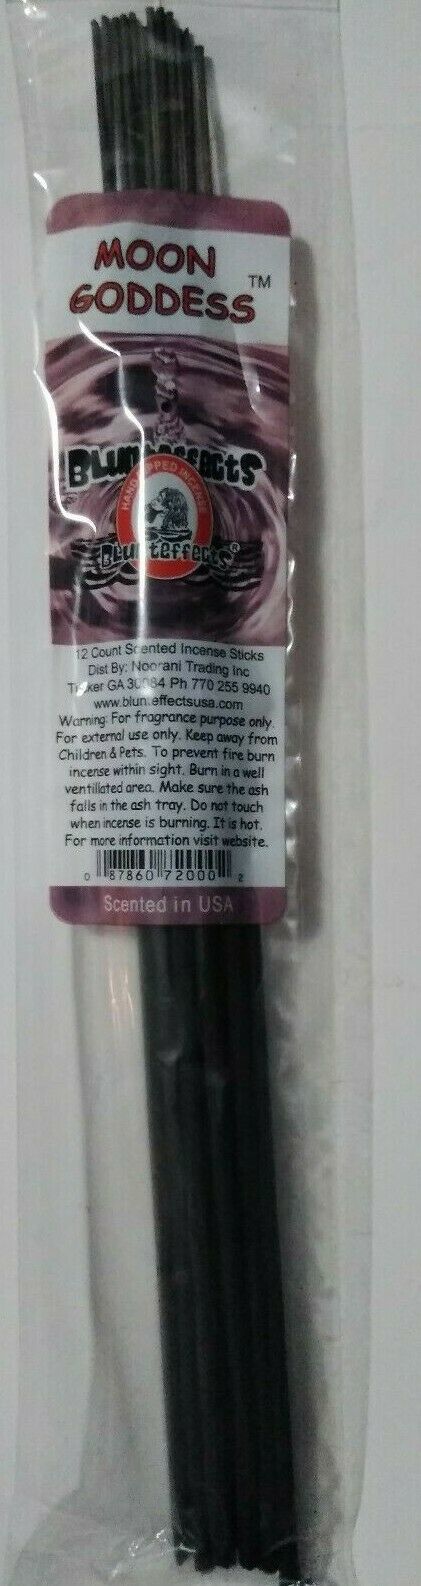 MOON
GODDESS™
Blunteffects
HAND DIPPED INCENSE
Blunteffects®
12 Count Scented Incense Sticks
Dist By: Noorani Trading Inc
Tucker GA 30084 Ph 770 255 9940
www.blunteffectsusa.com
Warning: For fragrance purpose only.
For external use only. Keep away from
Children & Pets. To prevent fire burn
incense within sight. Burn in a well
ventillated area. Make sure the ash
falls in the ash tray. Do not touch
when incense is burning. It is hot.
For more information visit website.
0 87860 72000 2
Scented in USA